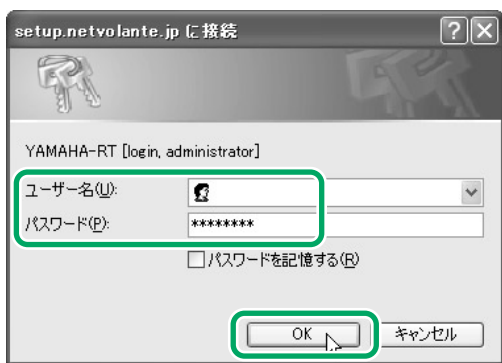 setup.netvolante.jp に接続
YAMAHA-RT [login, administrator]
ユーザー名(U):
パスワード(P): ********
パスワードを記憶する(R)
OK キャンセル